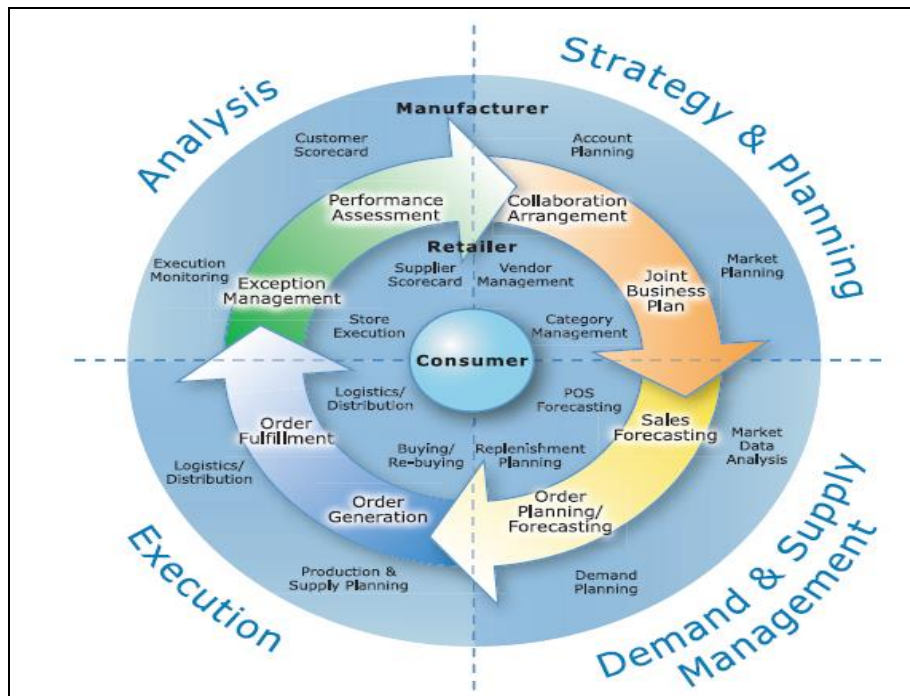 Analysis
Strategy & Planning
Manufacturer
Customer
Scorecard
Account
Planning
Performance
Assessment
Collaboration
Arrangement
Retailer
Execution
Monitoring
Exception
Management
Supplier
Scorecard
Vendor
Management
Joint
Business
Plan
Market
Planning
Store
Execution
Category
Management
Consumer
Logistics/
Distribution
POS
Forecasting
Order
Fulfillment
Sales
Forecasting
Market
Data
Analysis
Logistics/
Distribution
Buying/
Re-buying
Replenishment
Planning
Order
Generation
Order
Planning/
Forecasting
Production &
Supply Planning
Demand
Planning
Execution
Demand & Supply
Management